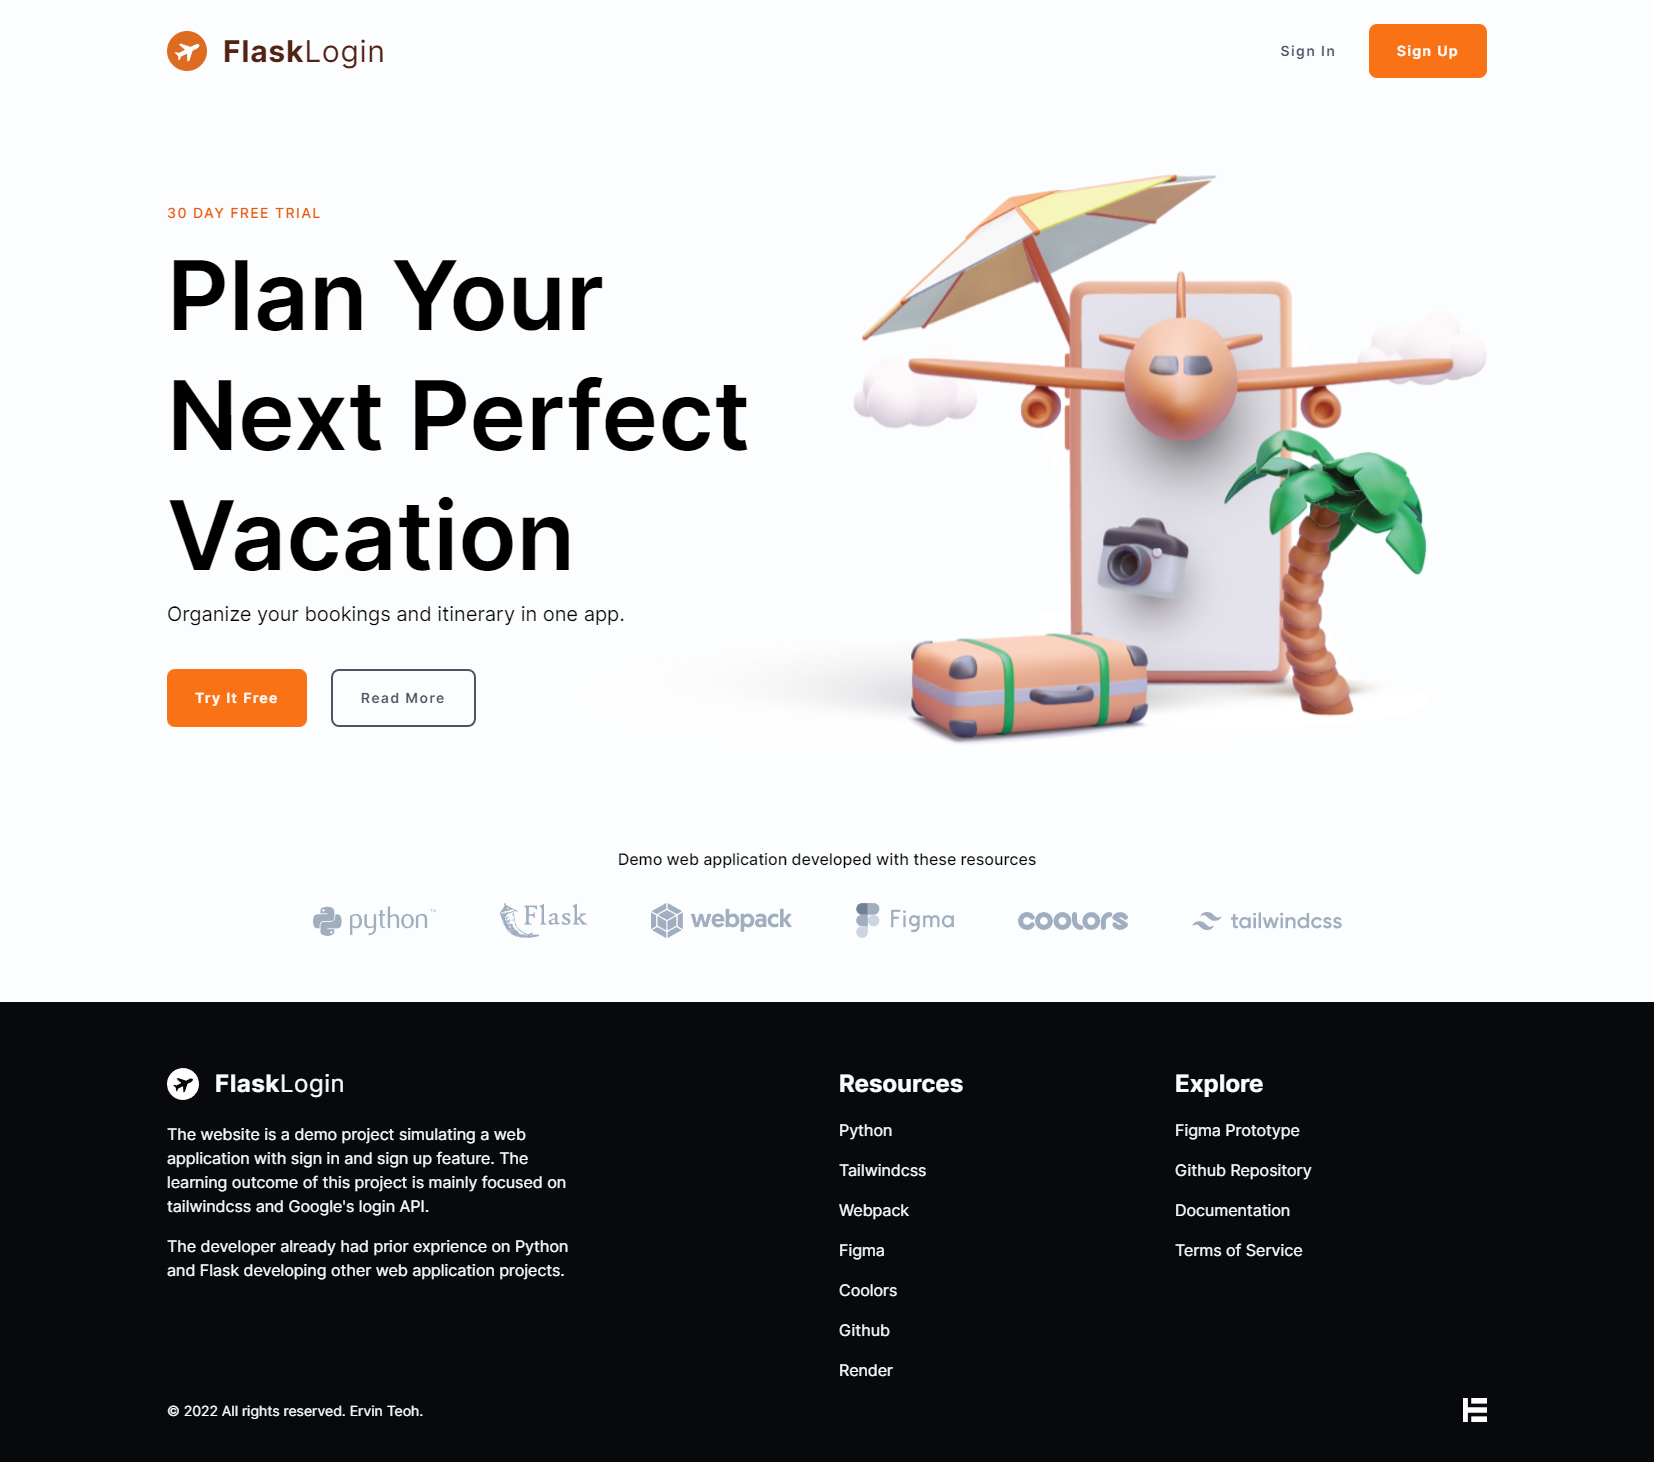 FlaskLogin
Sign In
Sign Up
30 DAY FREE TRIAL
Plan Your
Next Perfect
Vacation
Organize your bookings and itinerary in one app.
Try It Free
Read More
Demo web application developed with these resources
python™
Flask
webpack
Figma
coolors
tailwindcss
FlaskLogin
The website is a demo project simulating a web
application with sign in and sign up feature. The
learning outcome of this project is mainly focused on
tailwindcss and Google's login API.
The developer already had prior exprience on Python
and Flask developing other web application projects.
Resources
Python
Tailwindcss
Webpack
Figma
Coolors
Github
Render
Explore
Figma Prototype
Github Repository
Documentation
Terms of Service
© 2022 All rights reserved. Ervin Teoh.